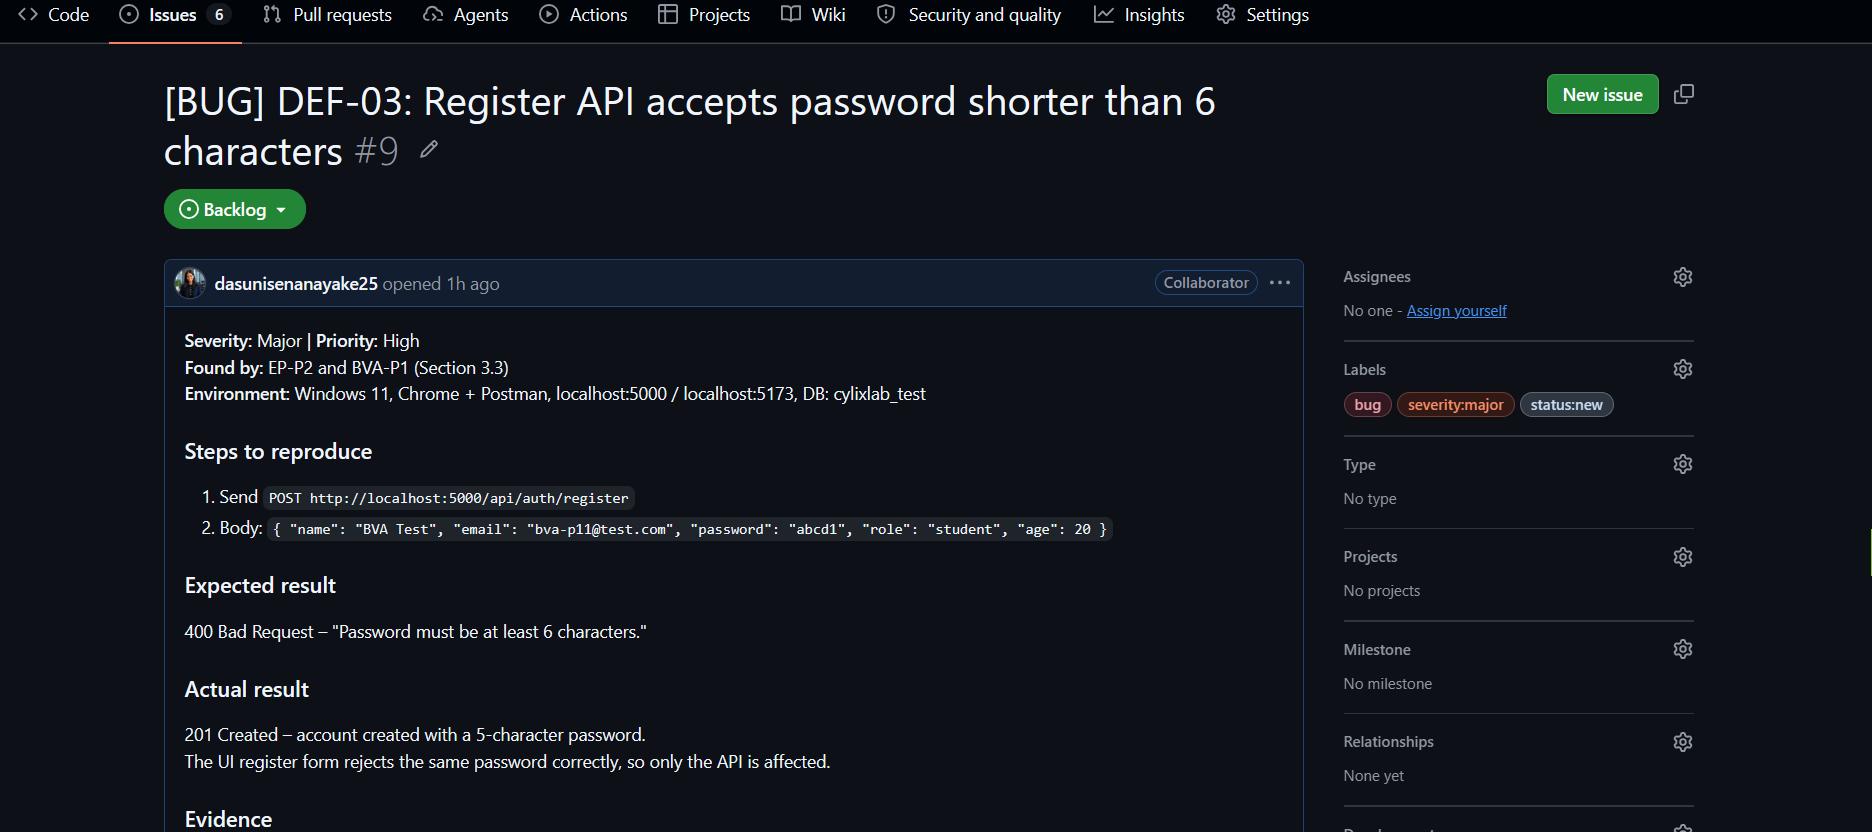 Code
Issues 6
Pull requests
Agents
Actions
Projects
Wiki
Security and quality
Insights
Settings
[BUG] DEF-03: Register API accepts password shorter than 6
characters #9
New issue
Backlog
dasunisenanayake25 opened 1h ago
Collaborator
Severity: Major | Priority: High
Found by: EP-P2 and BVA-P1 (Section 3.3)
Environment: Windows 11, Chrome + Postman, localhost:5000 / localhost:5173, DB: cylixlab_test
Steps to reproduce
1. Send POST http://localhost:5000/api/auth/register
2. Body: { "name": "BVA Test", "email": "bva-p11@test.com", "password": "abcd1", "role": "student", "age": 20 }
Expected result
400 Bad Request – "Password must be at least 6 characters."
Actual result
201 Created – account created with a 5-character password.
The UI register form rejects the same password correctly, so only the API is affected.
Evidence
Assignees
No one - Assign yourself
Labels
bug severity:major status:new
Type
No type
Projects
No projects
Milestone
No milestone
Relationships
None yet